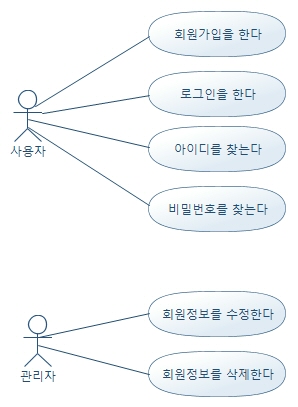 회원가입을 한다
로그인을 한다
아이디를 찾는다
사용자
비밀번호를 찾는다
회원정보를 수정한다
회원정보를 삭제한다
관리자